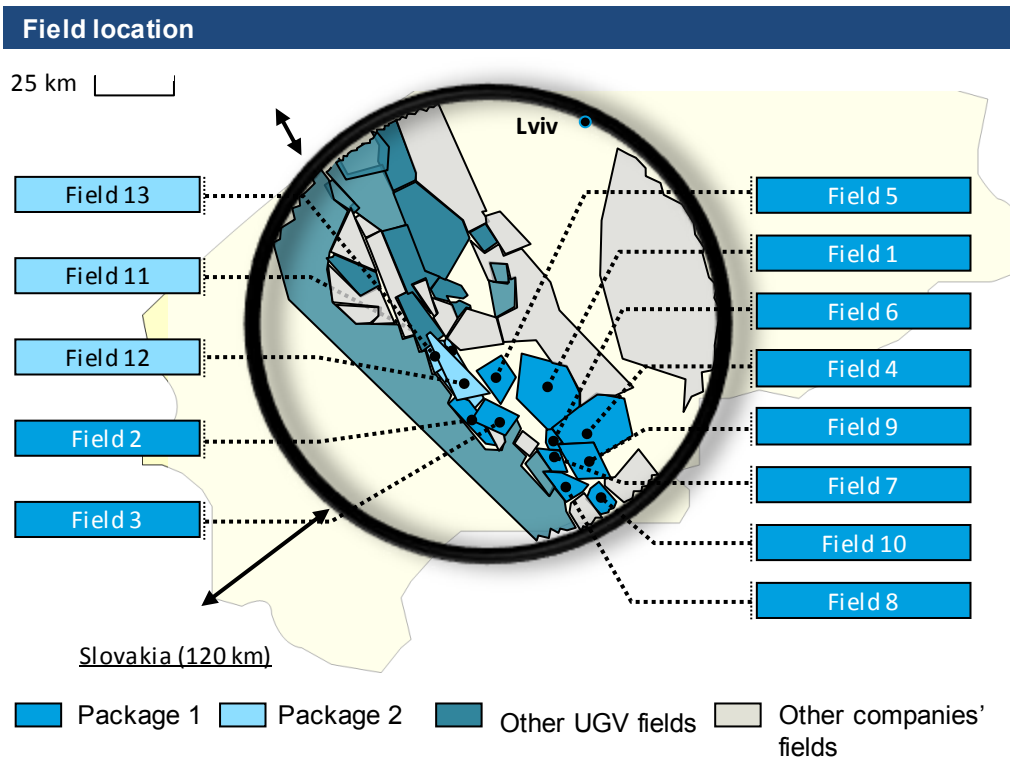 Field location
25 km
Lviv
Field 13
Field 11
Field 12
Field 2
Field 3
Field 5
Field 1
Field 6
Field 4
Field 9
Field 7
Field 10
Field 8
Slovakia (120 km)
Package 1
Package 2
Other UGV fields
Other companies’
fields